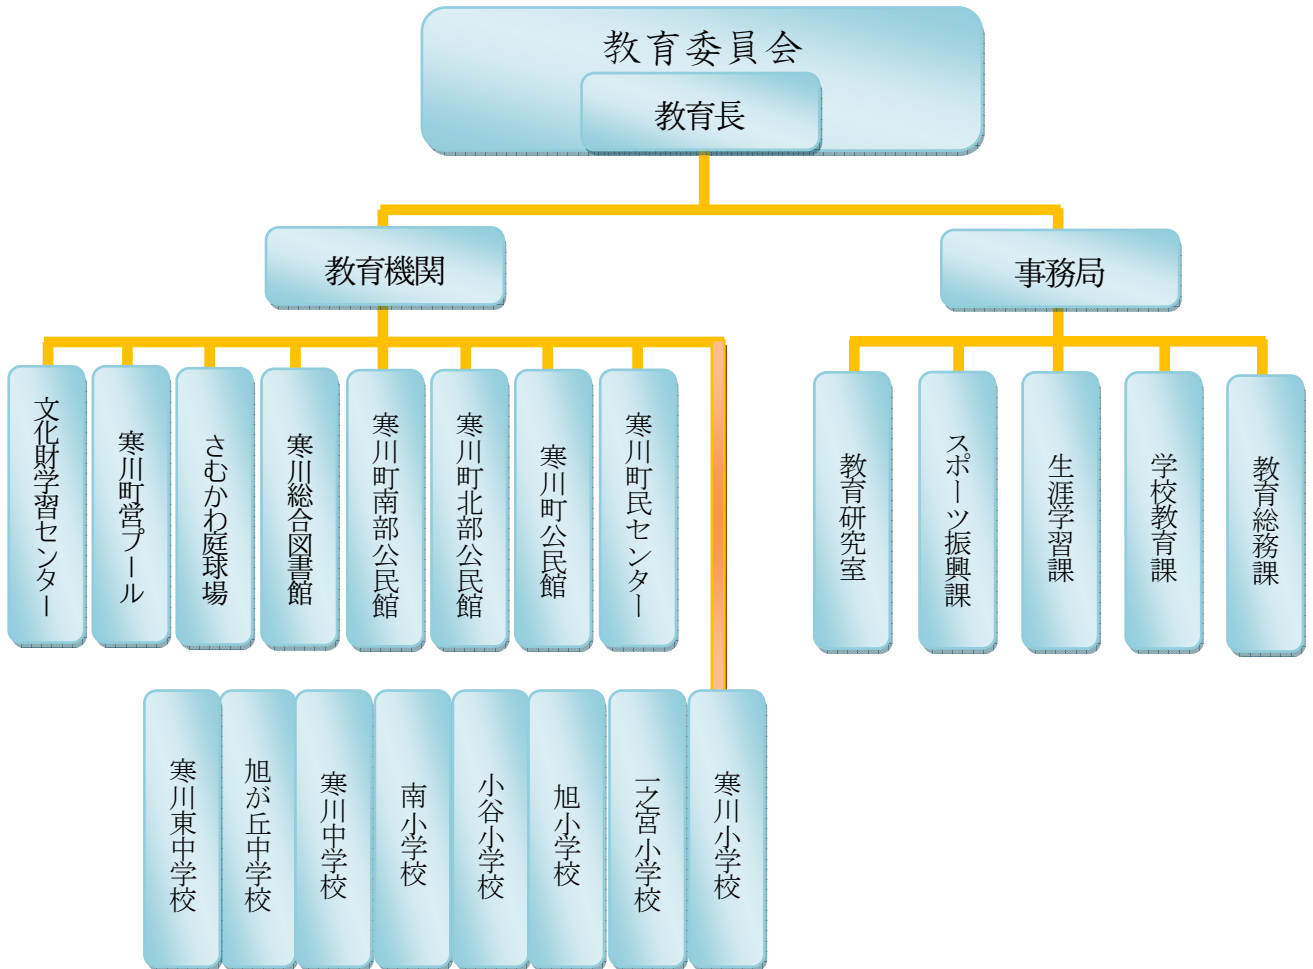 教育委員会
教育長
教育機関
事務局
文化財学習センター
寒川町営プール
さむかわ庭球場
寒川総合図書館
寒川町南部公民館
寒川町北部公民館
寒川町公民館
寒川町民センター
教育研究室
スポーツ振興課
生涯学習課
学校教育課
教育総務課
寒川東中学校
旭が丘中学校
寒川中学校
南小学校
小谷小学校
旭小学校
一之宮小学校
寒川小学校